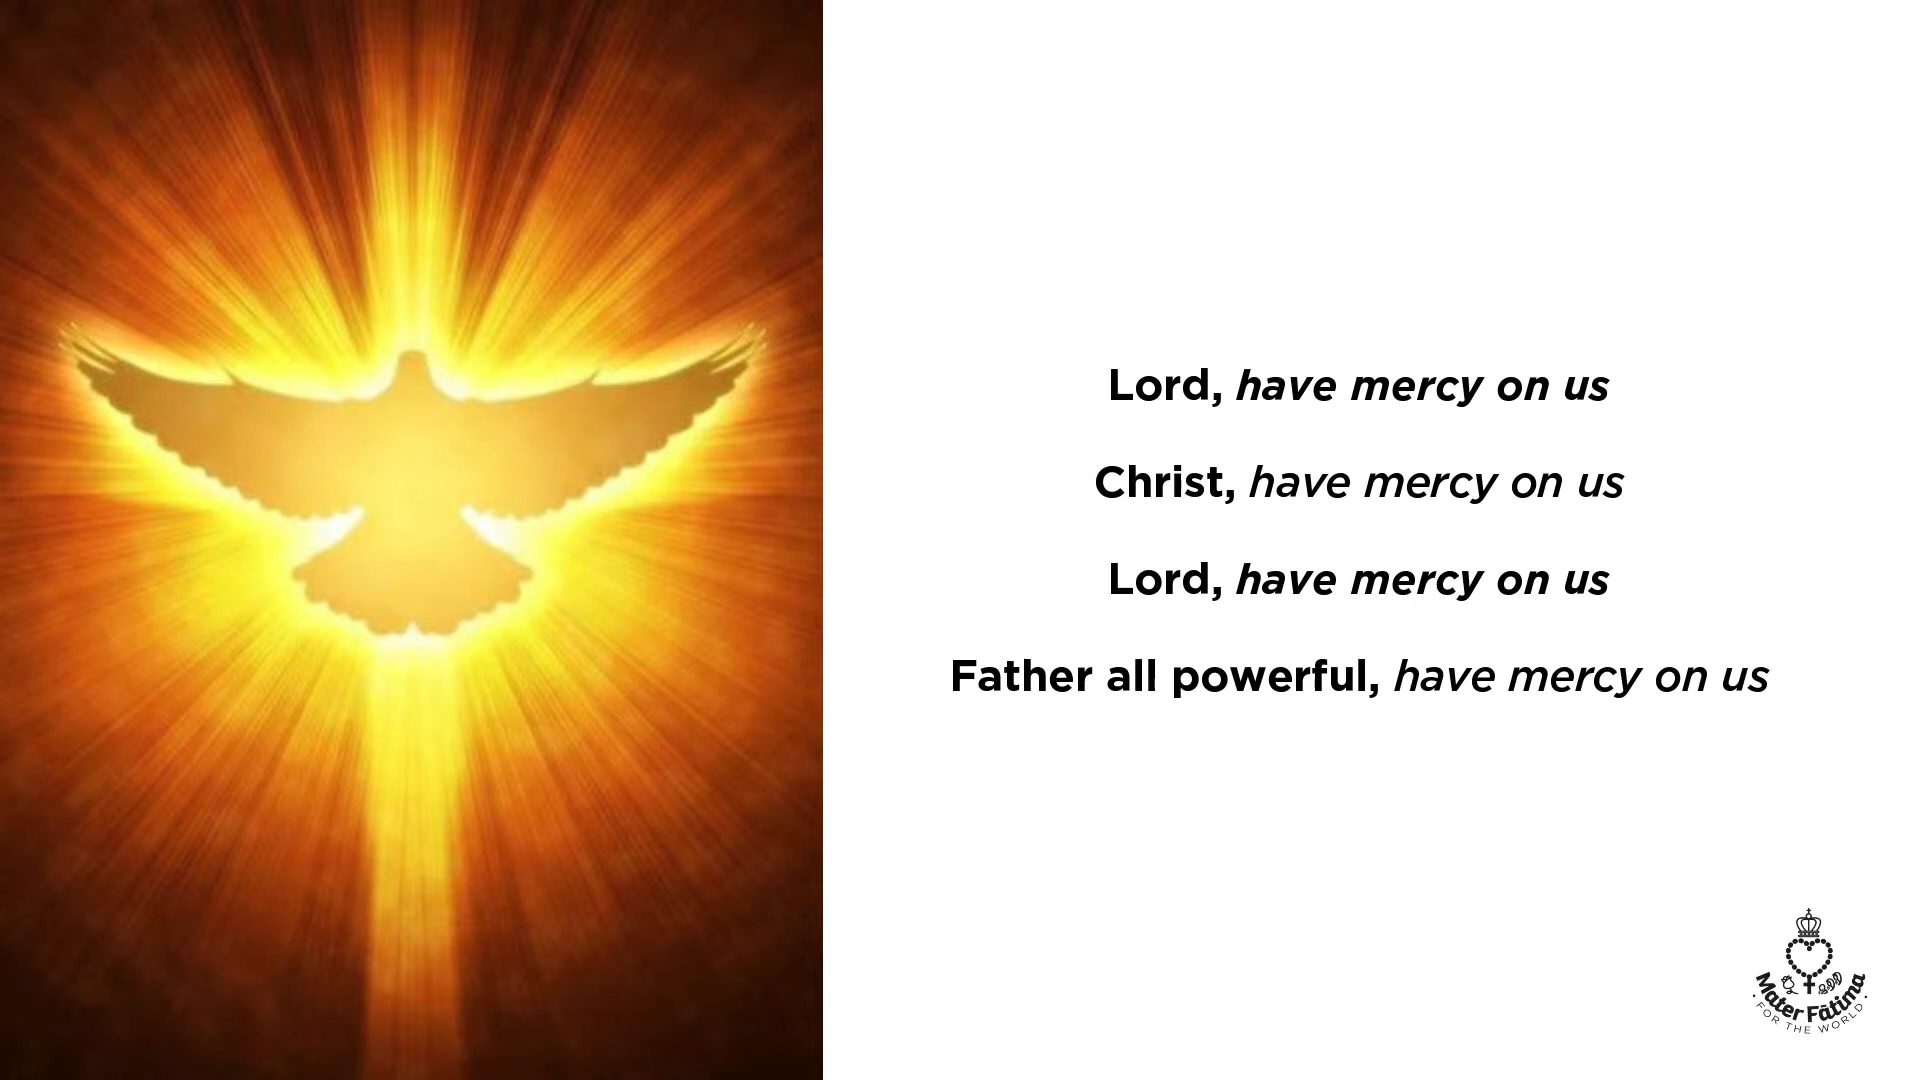 Lord, have mercy on us
Christ, have mercy on us
Lord, have mercy on us
Father all powerful, have mercy on us
Mater Fátima
· FOR THE WORLD ·